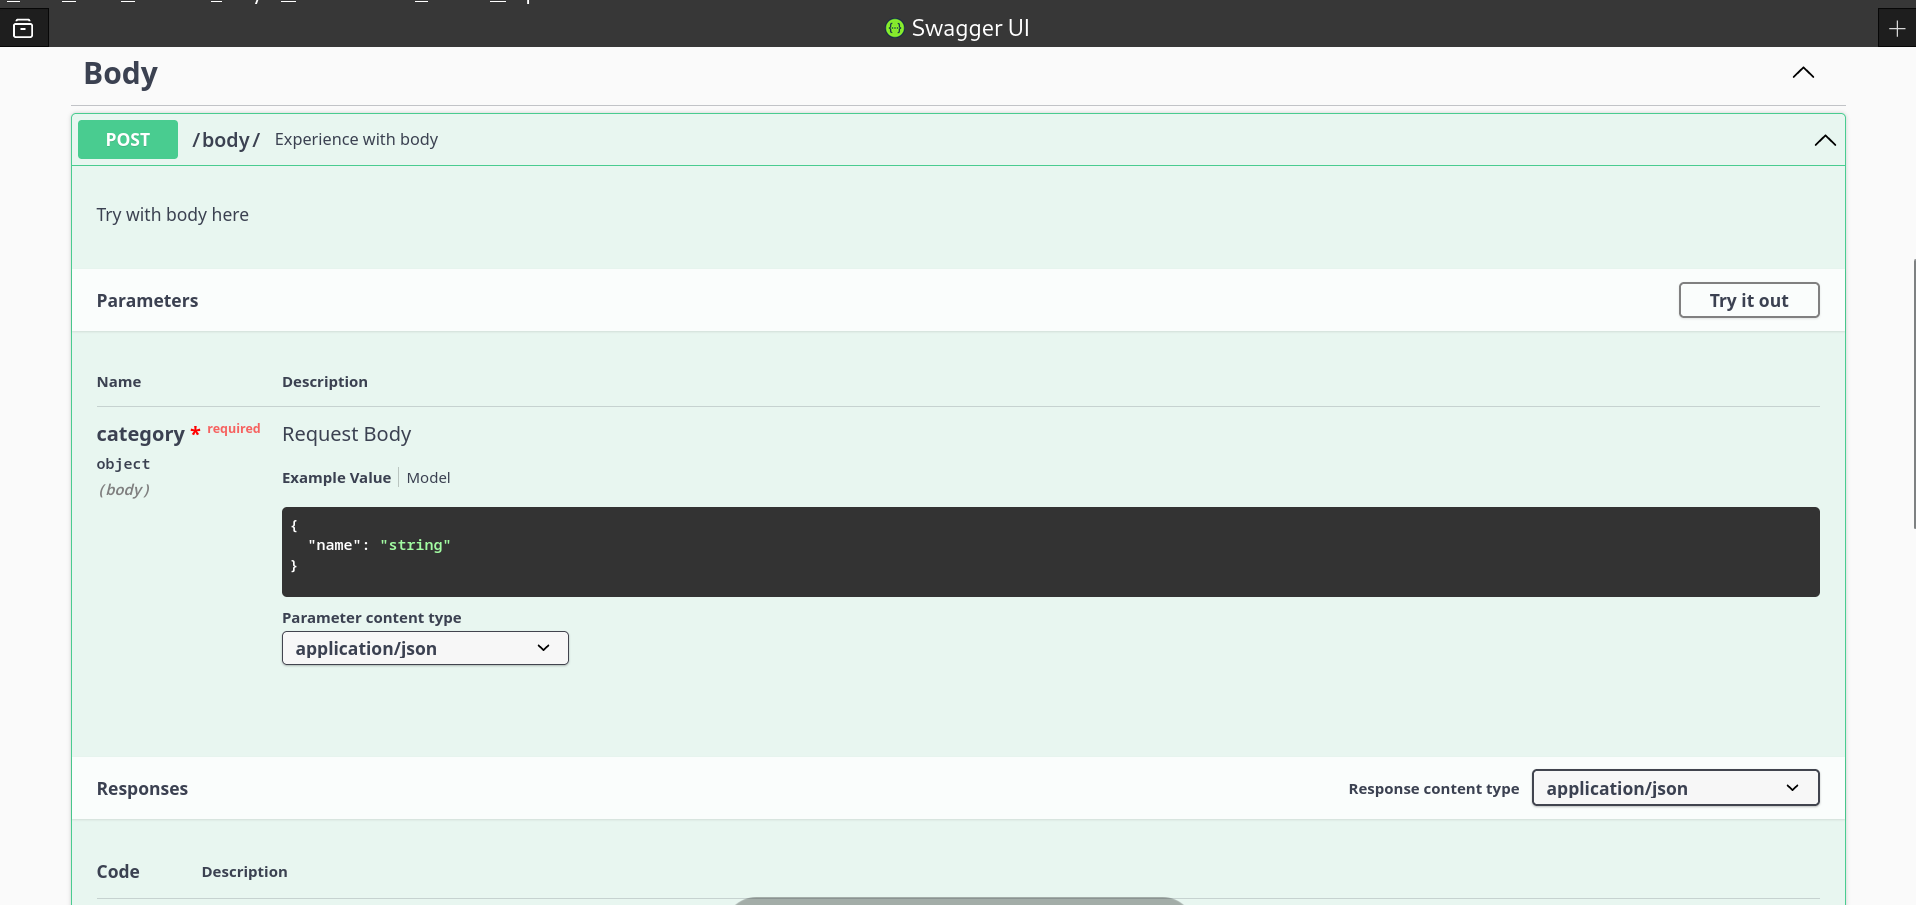 Swagger UI
Body
POST /body/ Experience with body
Try with body here
Parameters
Try it out
Name Description
category * required
object
(body)
Request Body
Example Value Model
{
"name": "string"
}
Parameter content type
application/json
Responses
Response content type application/json
Code Description